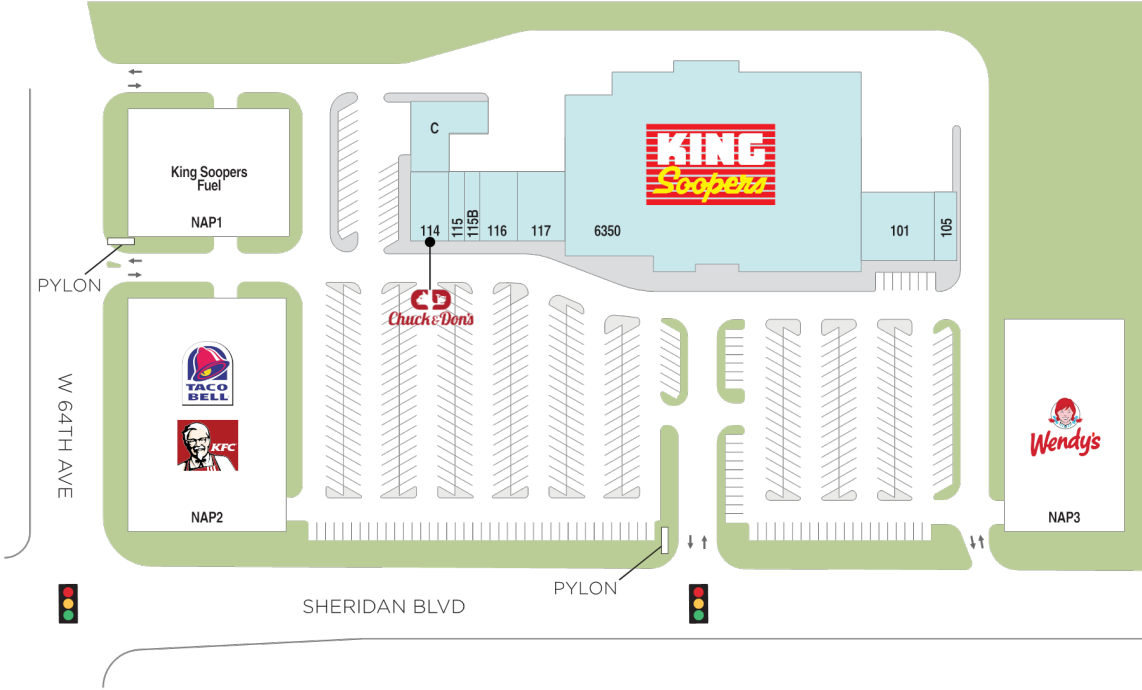 C
KING
Soopers
King Soopers
Fuel
NAP1
114
115
115B
116
117
6350
101
105
PYLON
Chuck & Don's
TACO
BELL
KFC
W 64TH AVE
Wendy's
NAP2
NAP3
PYLON
SHERIDAN BLVD